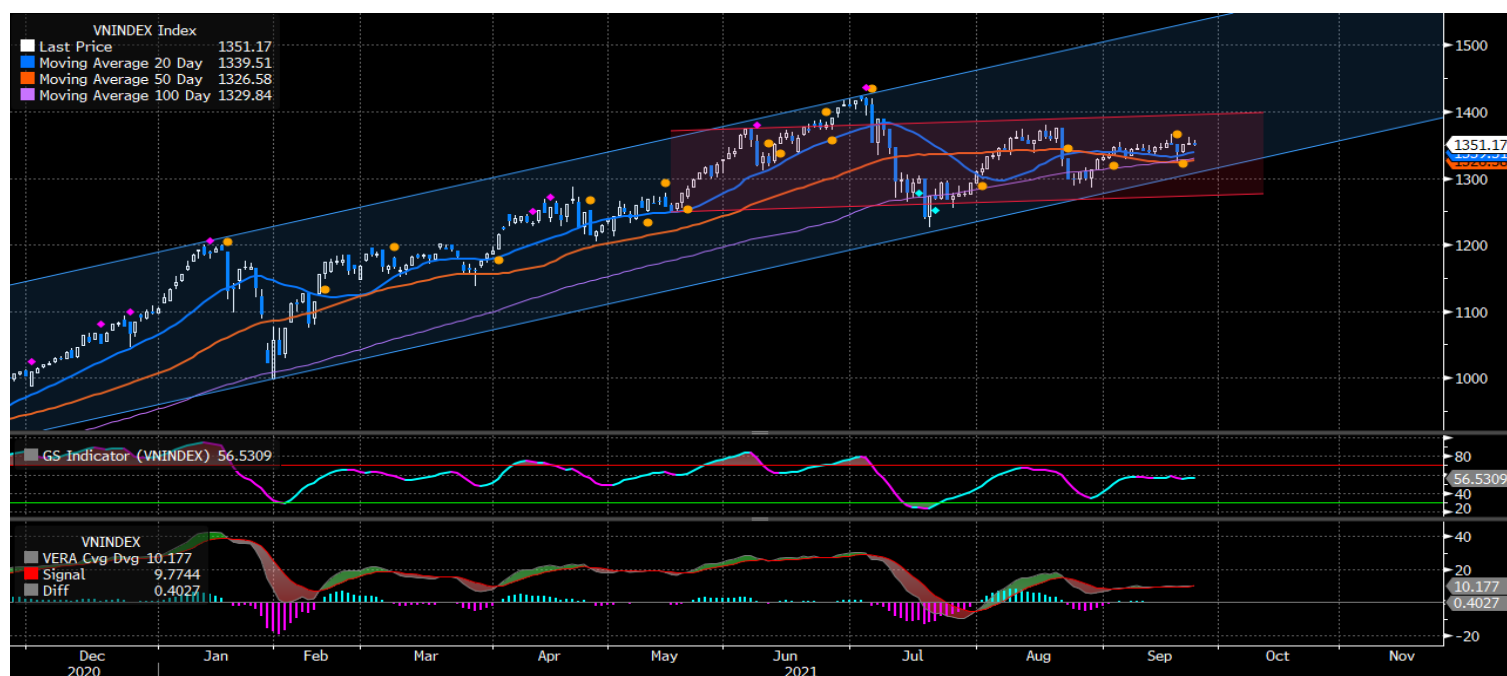 VNINDEX Index
Last Price 1351.17
Moving Average 20 Day 1339.51
Moving Average 50 Day 1326.58
Moving Average 100 Day 1329.84
1500
1400
1351.17
1300
1200
1100
1000
GS Indicator (VNINDEX) 56.5309
80
56.5309
40
20
VNINDEX
VERA Cvg Dvg 10.177
Signal 9.7744
Diff 0.4027
40
20
10.177
0.4027
-20
Dec Jan Feb Mar Apr May Jun Jul Aug Sep Oct Nov
2020 2021